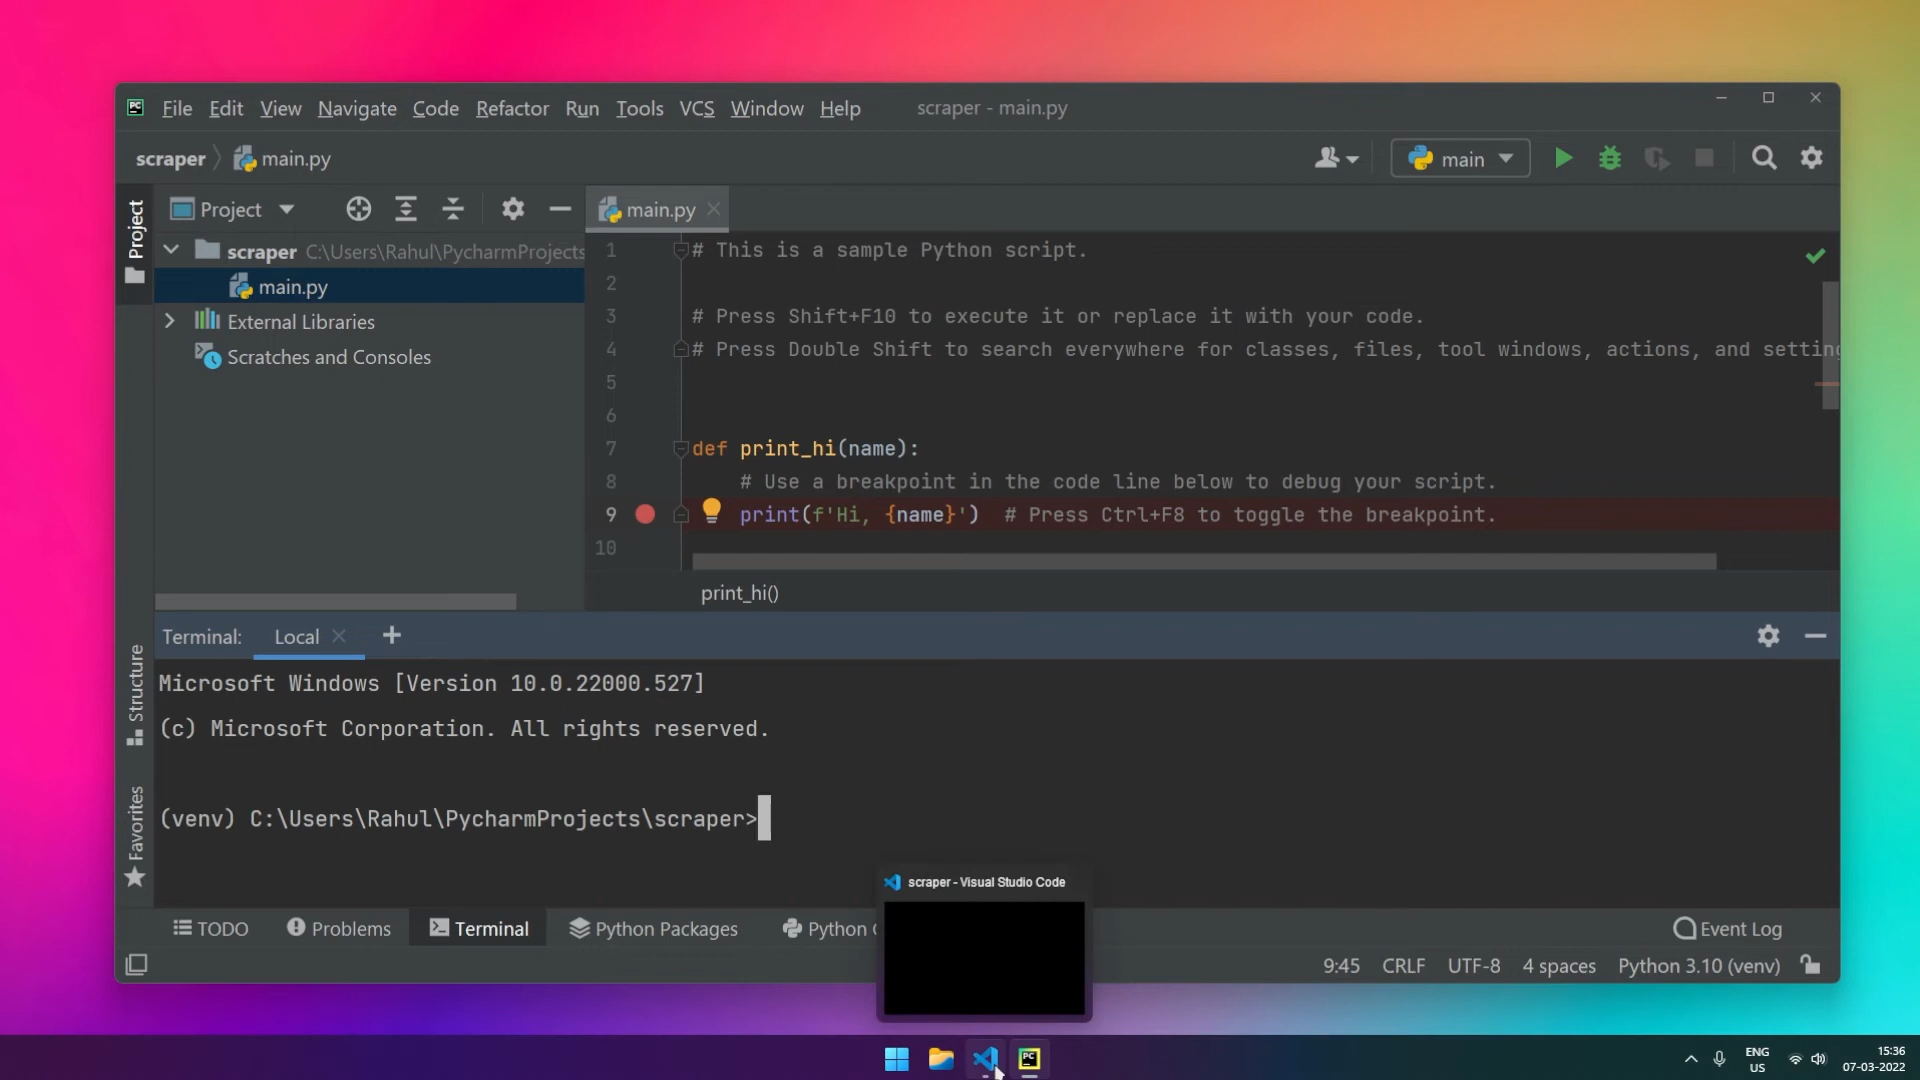 File Edit View Navigate Code Refactor Run Tools VCS Window Help scraper - main.py
scraper main.py main
Project
Project
main.py
scraper C:\Users\Rahul\PycharmProjects
main.py
External Libraries
Scratches and Consoles
1 # This is a sample Python script.
2
3 # Press Shift+F10 to execute it or replace it with your code.
4 # Press Double Shift to search everywhere for classes, files, tool windows, actions, and setting
5
6
7 def print_hi(name):
8 # Use a breakpoint in the code line below to debug your script.
9 print(f'Hi, {name}') # Press Ctrl+F8 to toggle the breakpoint.
10
print_hi()
Structure
Favorites
Terminal: Local
Microsoft Windows [Version 10.0.22000.527]
(c) Microsoft Corporation. All rights reserved.
(venv) C:\Users\Rahul\PycharmProjects\scraper>
scraper - Visual Studio Code
TODO Problems Terminal Python Packages Python Event Log
9:45 CRLF UTF-8 4 spaces Python 3.10 (venv)
ENG
US
15:36
07-03-2022